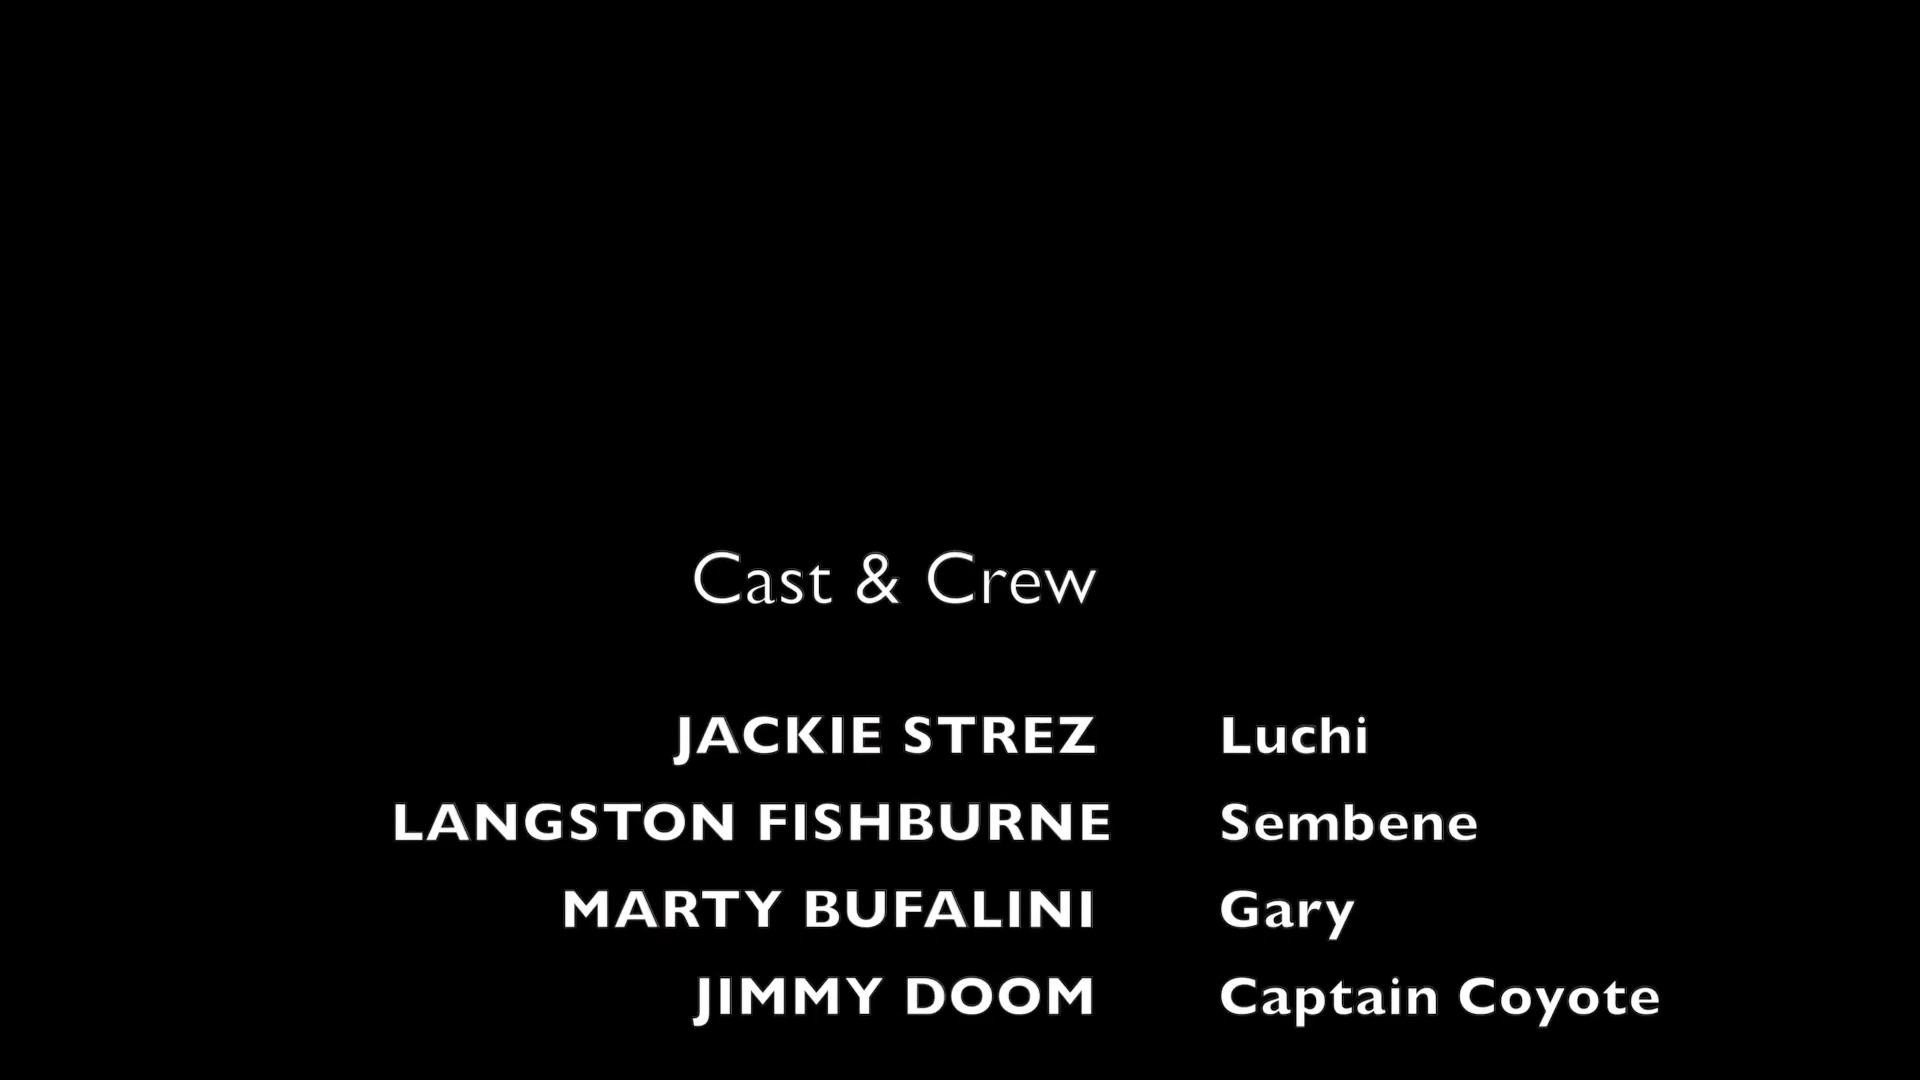 Cast & Crew
JACKIE STREZ Luchi
LANGSTON FISHBURNE Sembene
MARTY BUFALINI Gary
JIMMY DOOM Captain Coyote